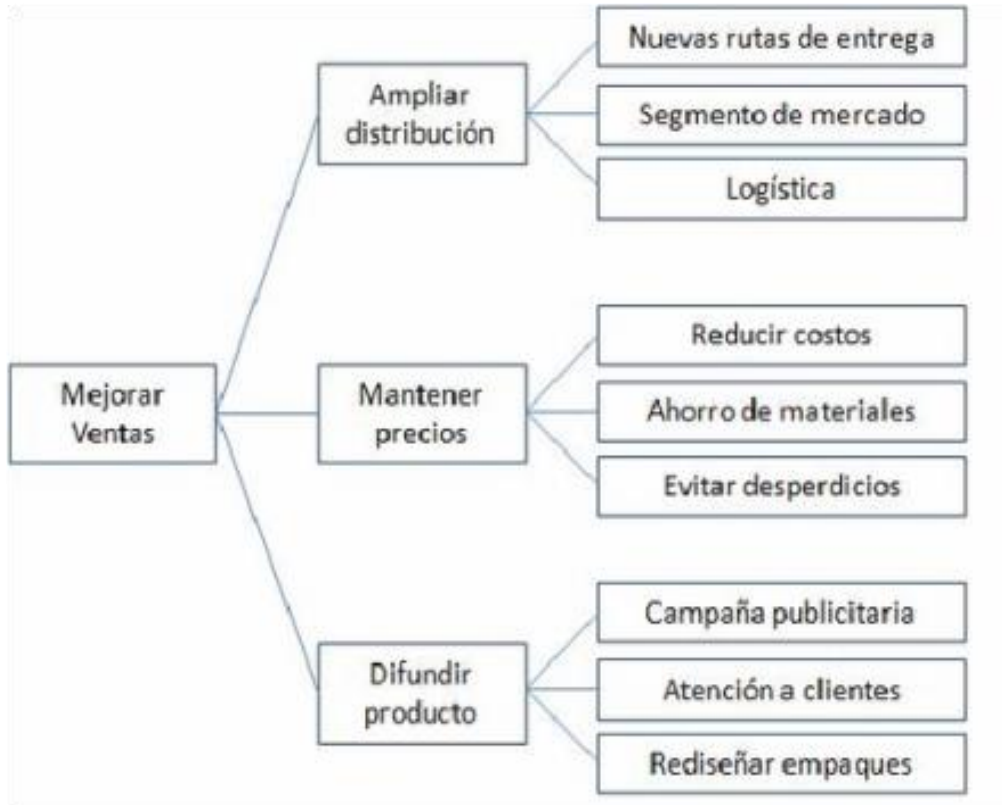 Mejorar
Ventas
Ampliar
distribución
Nuevas rutas de entrega
Segmento de mercado
Logística
Mantener
precios
Reducir costos
Ahorro de materiales
Evitar desperdicios
Difundir
producto
Campaña publicitaria
Atención a clientes
Rediseñar empaques